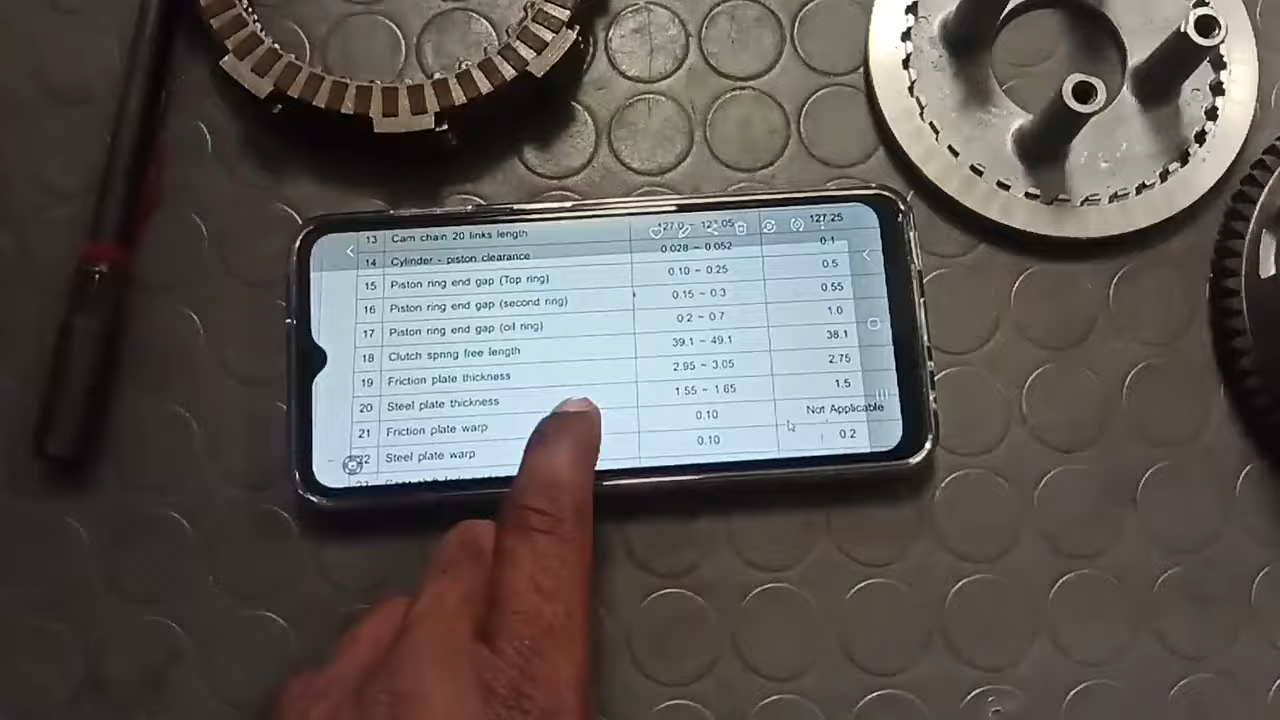 13 Cam chain 20 links length 127.25
14 Cylinder - piston clearance 0.028 ~ 0.052 0.1
15 Piston ring end gap (Top ring) 0.10 ~ 0.25 0.5
16 Piston ring end gap (second ring) 0.15 ~ 0.3 0.55
17 Piston ring end gap (oil ring) 0.2 ~ 0.7 1.0
18 Clutch spring free length 39.1 ~ 49.1 38.1
19 Friction plate thickness 2.95 ~ 3.05 2.75
20 Steel plate thickness 1.55 ~ 1.65 1.5
21 Friction plate warp 0.10 Not Applicable
22 Steel plate warp 0.10 0.2